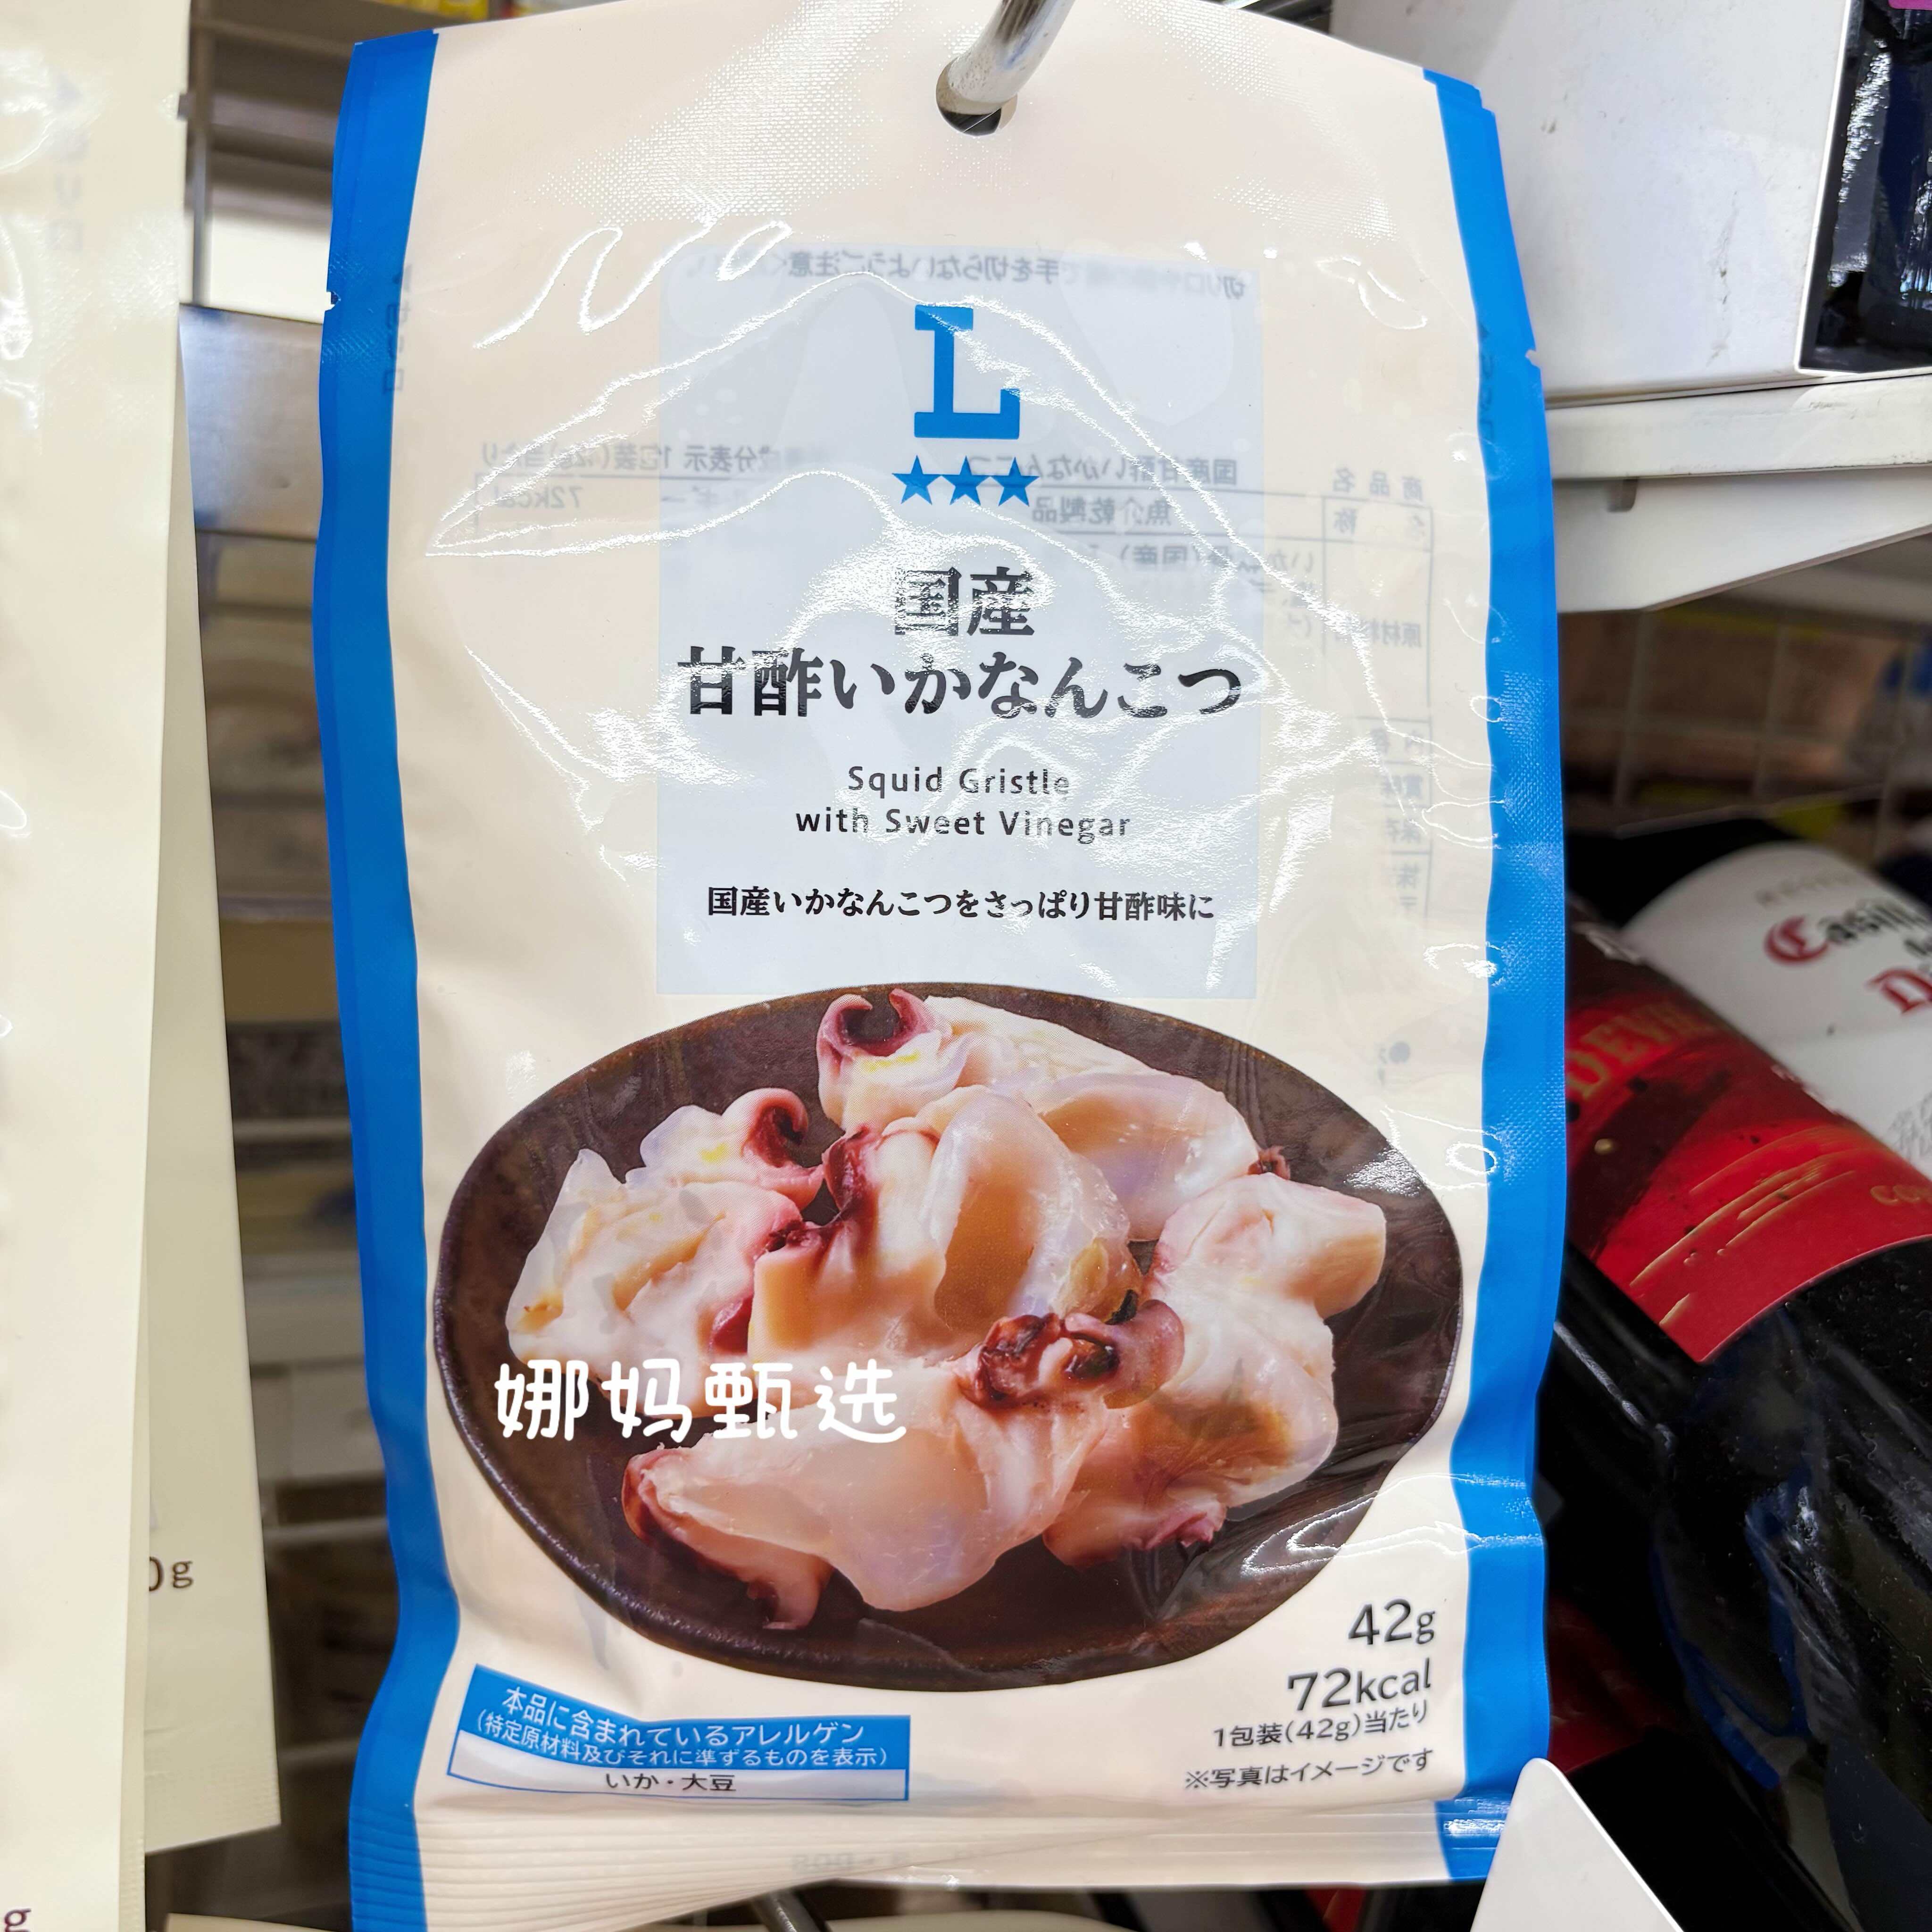 L
★★★
国産
甘酢いかなんこつ
Squid Gristle
with Sweet Vinegar
国産いかなんこつをさっぱり甘酢味に
娜妈甄选
42g
72kcal
1包装(42g)当たり
※写真はイメージです
本品に含まれているアレルゲン
(特定原材料及びそれに準ずるものを表示)
いか・大豆